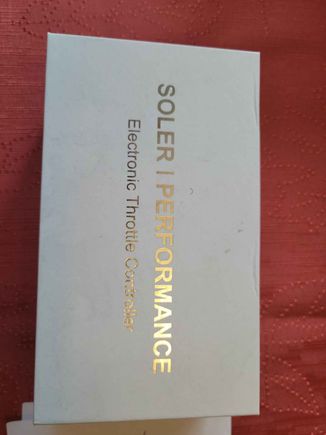 SOLER | PERFORMANCE
Electronic Throttle Controller